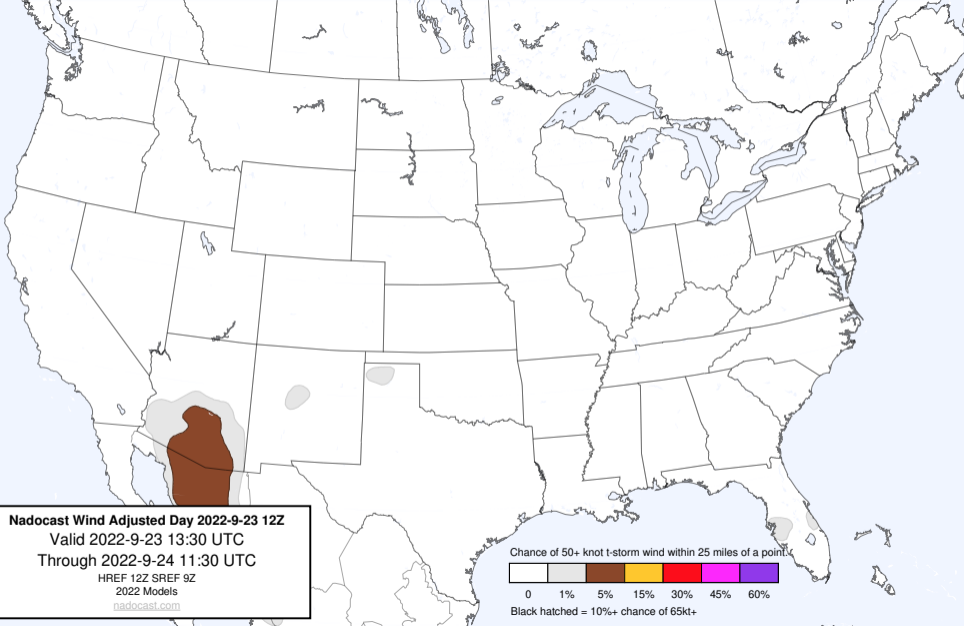 Nadocast Wind Adjusted Day 2022-9-23 12Z
Valid 2022-9-23 13:30 UTC
Through 2022-9-24 11:30 UTC
HREF 12Z SREF 9Z
2022 Models
nadocast.com
Chance of 50+ knot t-storm wind within 25 miles of a point.
0 1% 5% 15% 30% 45% 60%
Black hatched = 10%+ chance of 65kt+